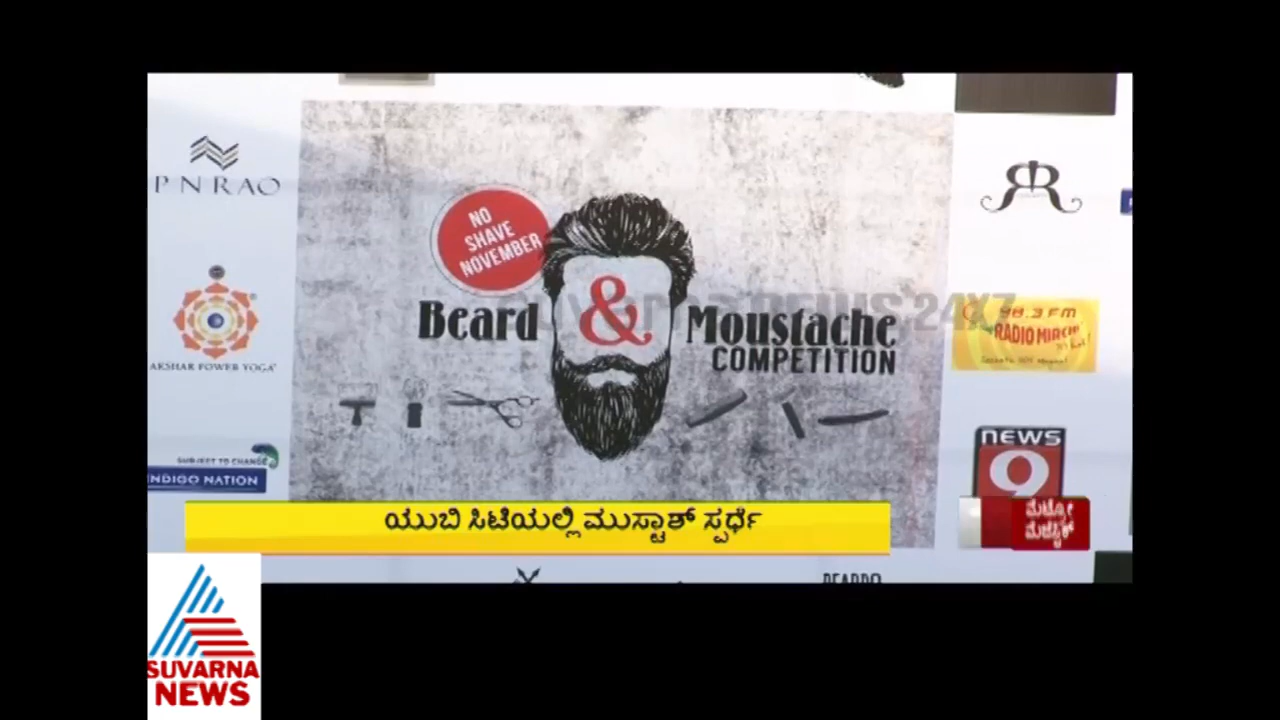 P N RAO
AKSHAR POWER YOGA
SUBJECT TO CHANGE
INDIGO NATION
NO
SHAVE
NOVEMBER
Beard & Moustache
COMPETITION
98.3 FM
RADIO MIRCHI
NEWS
9
ಯುಬಿ ಸಿಟಿಯಲ್ಲಿ ಮುಸ್ಟಾಶ್ ಸ್ಪರ್ಧೆ
ಮೆಟ್ರೋ
BEARDO
SUVARNA
NEWS